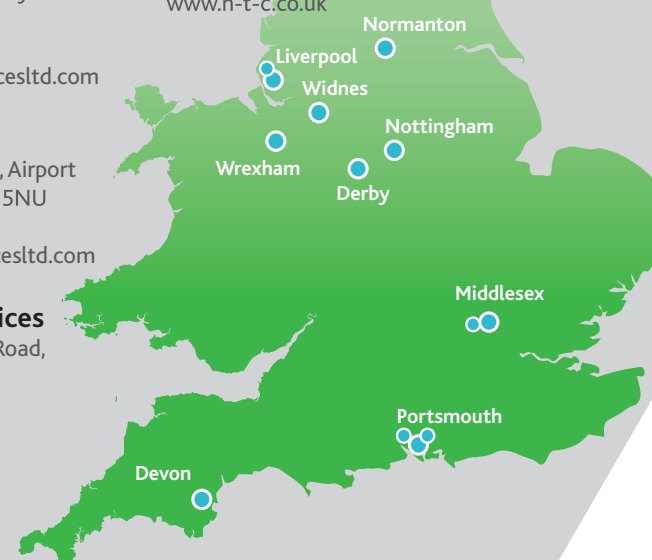 www.h-t-c.co.uk
Normanton
Liverpool
cesltd.com
Widnes
Nottingham
, Airport
Wrexham
5NU
Derby
cesltd.com
Middlesex
ices
Road,
Portsmouth
Devon